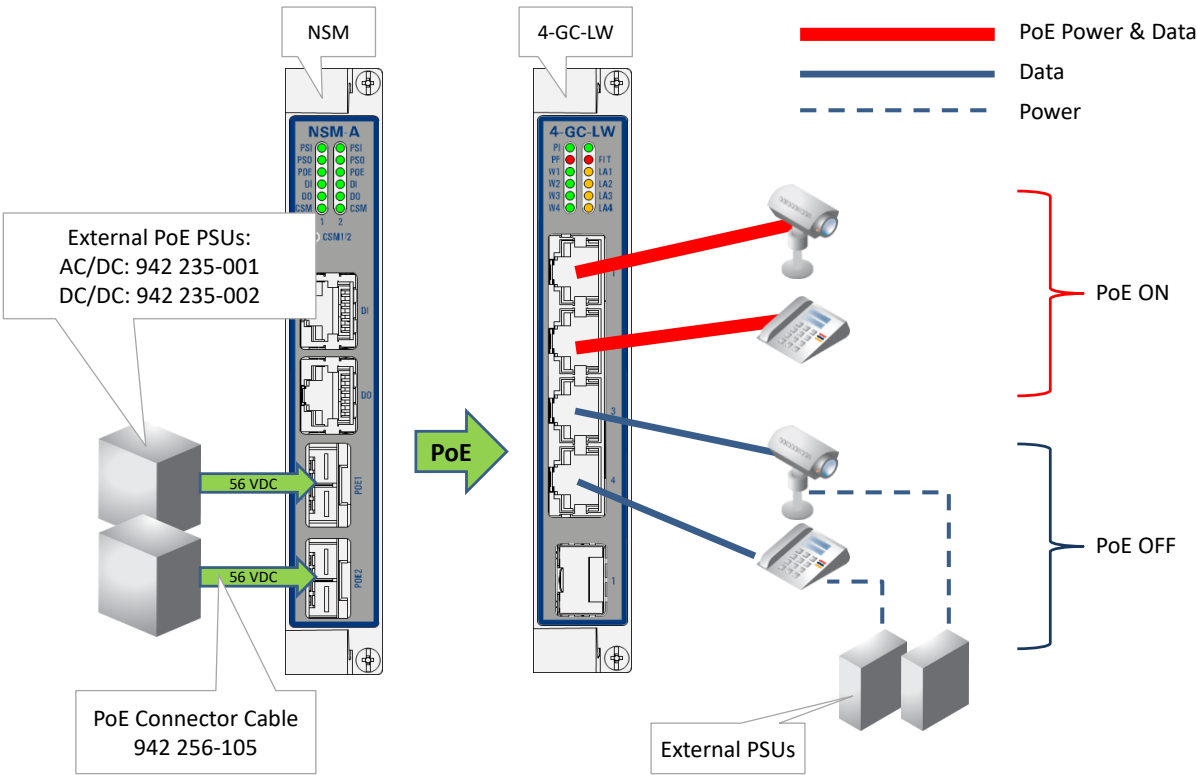 NSM
4-GC-LW
PoE Power & Data
Data
Power
NSM-A
PSI PSI
PSO PSO
POE POE
DI DI
DO DO
CSM CSM
1 2
CSM1/2
DI
DO
POE1
POE2
External PoE PSUs:
AC/DC: 942 235-001
DC/DC: 942 235-002
56 VDC
56 VDC
PoE Connector Cable
942 256-105
PoE
4-GC-LW
PI
PF FIT
W1 LA1
W2 LA2
W3 LA3
W4 LA4
1
3
4
1
PoE ON
PoE OFF
External PSUs